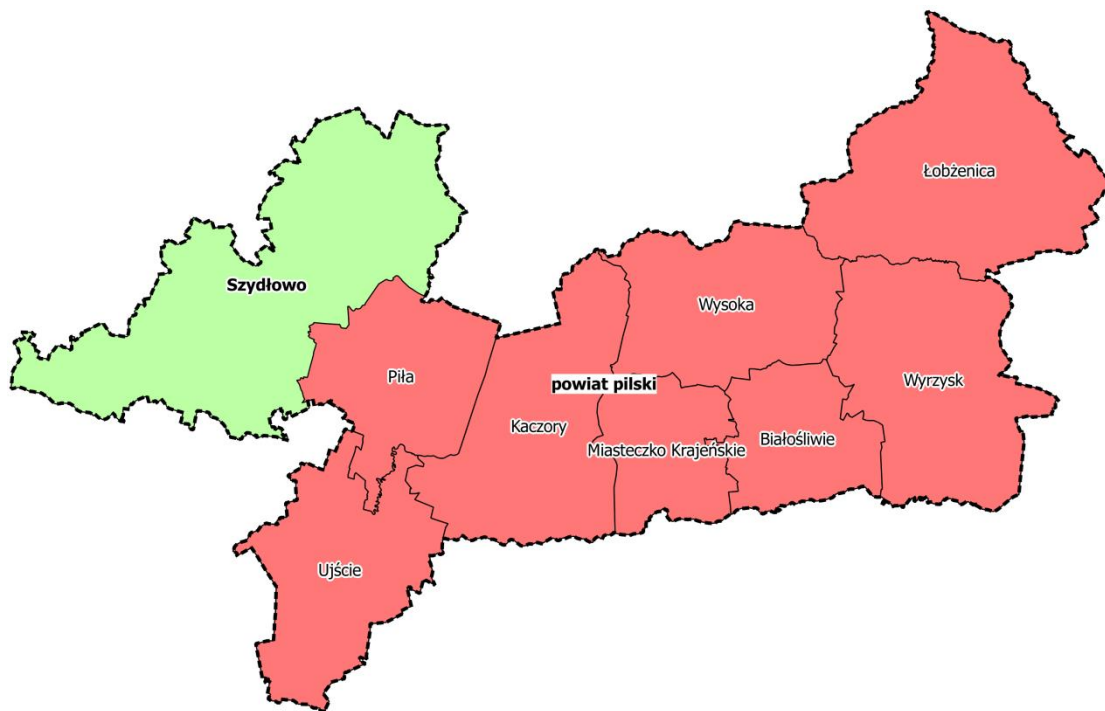 Łobżenica
Szydłowo
Wysoka
Piła
powiat pilski
Wyrzysk
Kaczory
Miasteczko Krajeńskie
Białośliwie
Ujście